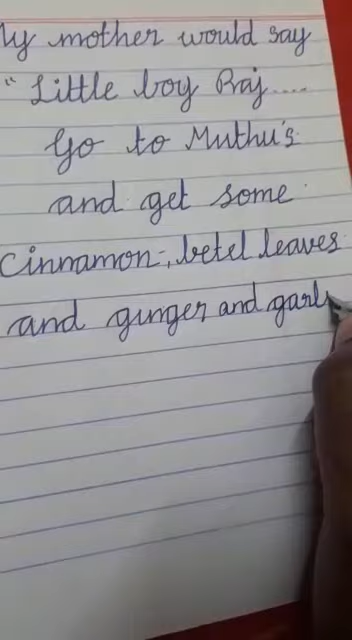 My mother would say
"Little boy Raj....
Go to Muthu's
and get some
Cinnamon-, betel leaves
and ginger and garl